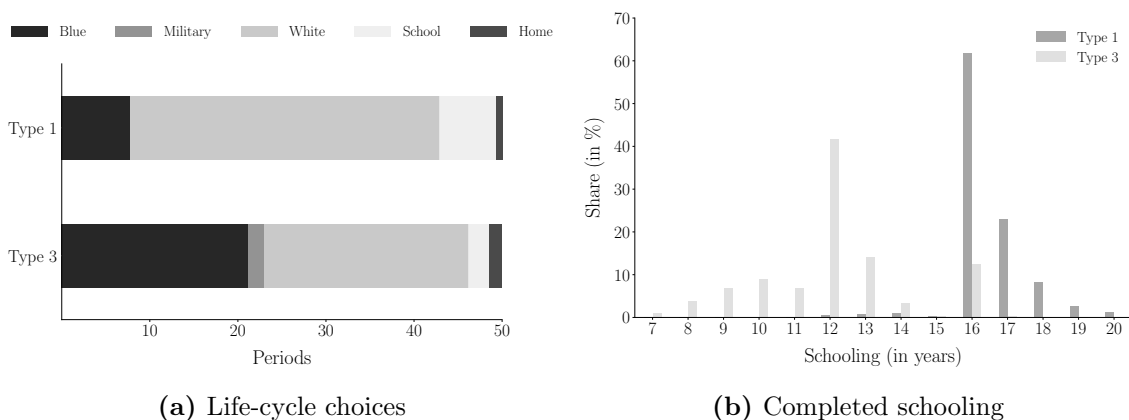 Blue Military White School Home
Type 1
Type 3
10 20 30 40 50
Periods
(a) Life-cycle choices
70
60
50
40
30
20
10
0
Share (in %)
Type 1
Type 3
7 8 9 10 11 12 13 14 15 16 17 18 19 20
Schooling (in years)
(b) Completed schooling